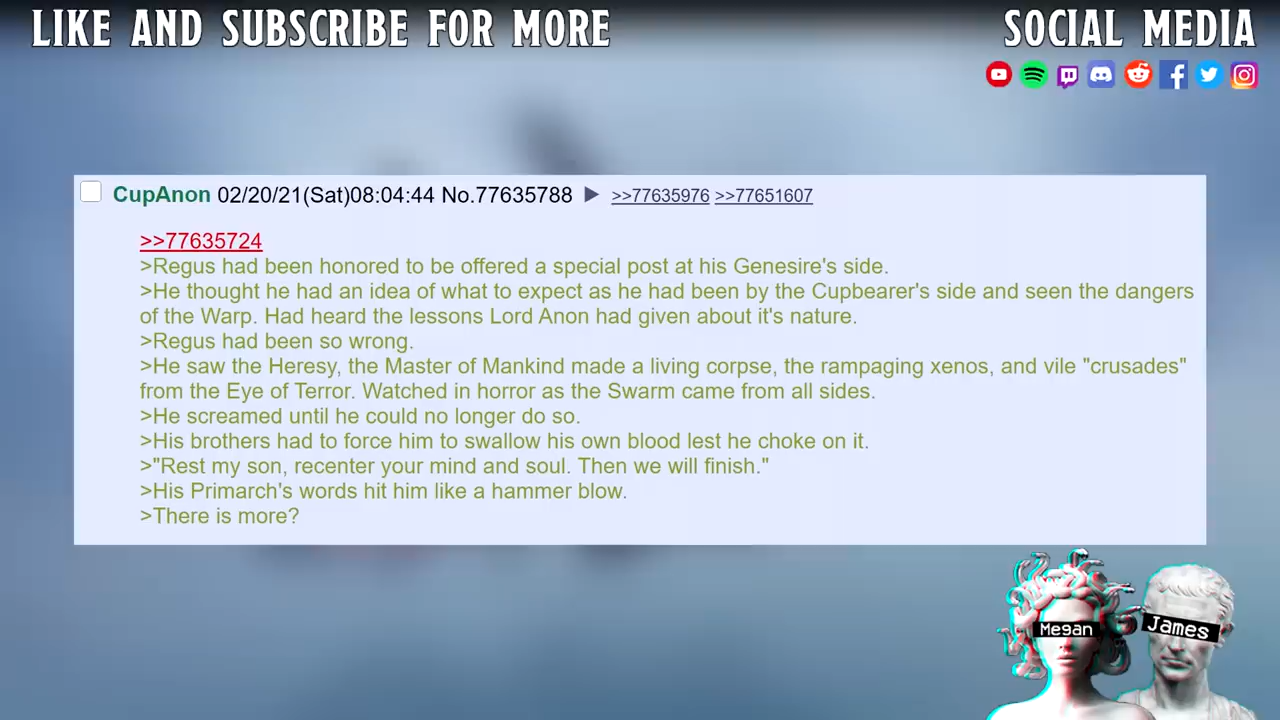 LIKE AND SUBSCRIBE FOR MORE
SOCIAL MEDIA
CupAnon 02/20/21(Sat)08:04:44 No.77635788 ▶ >>77635976 >>77651607
>>77635724
>Regus had been honored to be offered a special post at his Genesire's side.
>He thought he had an idea of what to expect as he had been by the Cupbearer's side and seen the dangers
of the Warp. Had heard the lessons Lord Anon had given about it's nature.
>Regus had been so wrong.
>He saw the Heresy, the Master of Mankind made a living corpse, the rampaging xenos, and vile "crusades"
from the Eye of Terror. Watched in horror as the Swarm came from all sides.
>He screamed until he could no longer do so.
>His brothers had to force him to swallow his own blood lest he choke on it.
>"Rest my son, recenter your mind and soul. Then we will finish."
>His Primarch's words hit him like a hammer blow.
>There is more?
Megan
James